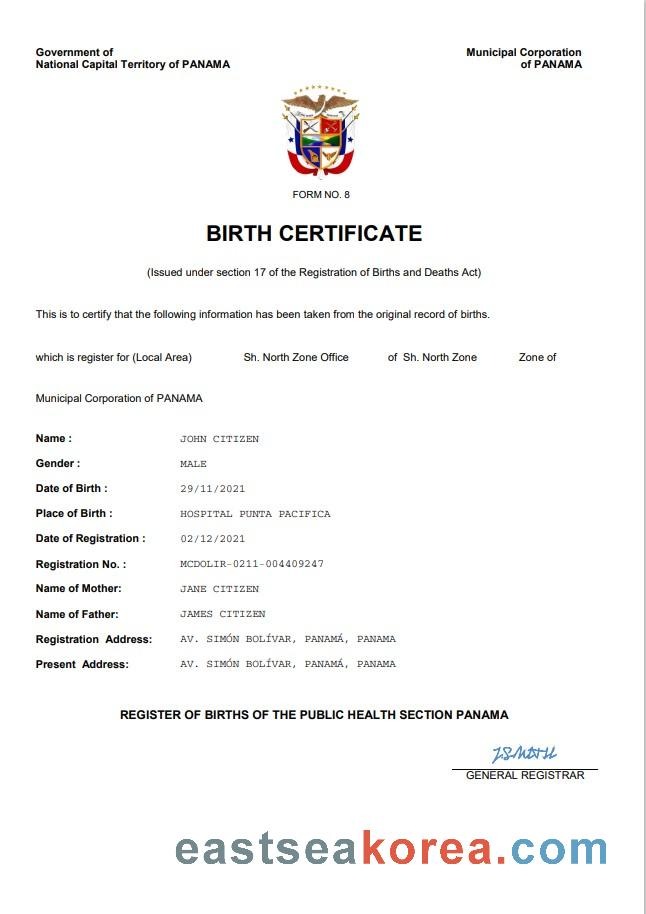 Government of
National Capital Territory of PANAMA
Municipal Corporation
of PANAMA
FORM NO. 8
BIRTH CERTIFICATE
(Issued under section 17 of the Registration of Births and Deaths Act)
This is to certify that the following information has been taken from the original record of births.
which is register for (Local Area) Sh. North Zone Office of Sh. North Zone Zone of
Municipal Corporation of PANAMA
Name : JOHN CITIZEN
Gender : MALE
Date of Birth : 29/11/2021
Place of Birth : HOSPITAL PUNTA PACIFICA
Date of Registration : 02/12/2021
Registration No. : MCDOLIR-0211-004409247
Name of Mother: JANE CITIZEN
Name of Father: JAMES CITIZEN
Registration Address: AV. SIMÓN BOLÍVAR, PANAMÁ, PANAMA
Present Address: AV. SIMÓN BOLÍVAR, PANAMÁ, PANAMA
REGISTER OF BIRTHS OF THE PUBLIC HEALTH SECTION PANAMA
GENERAL REGISTRAR
eastseakorea.com